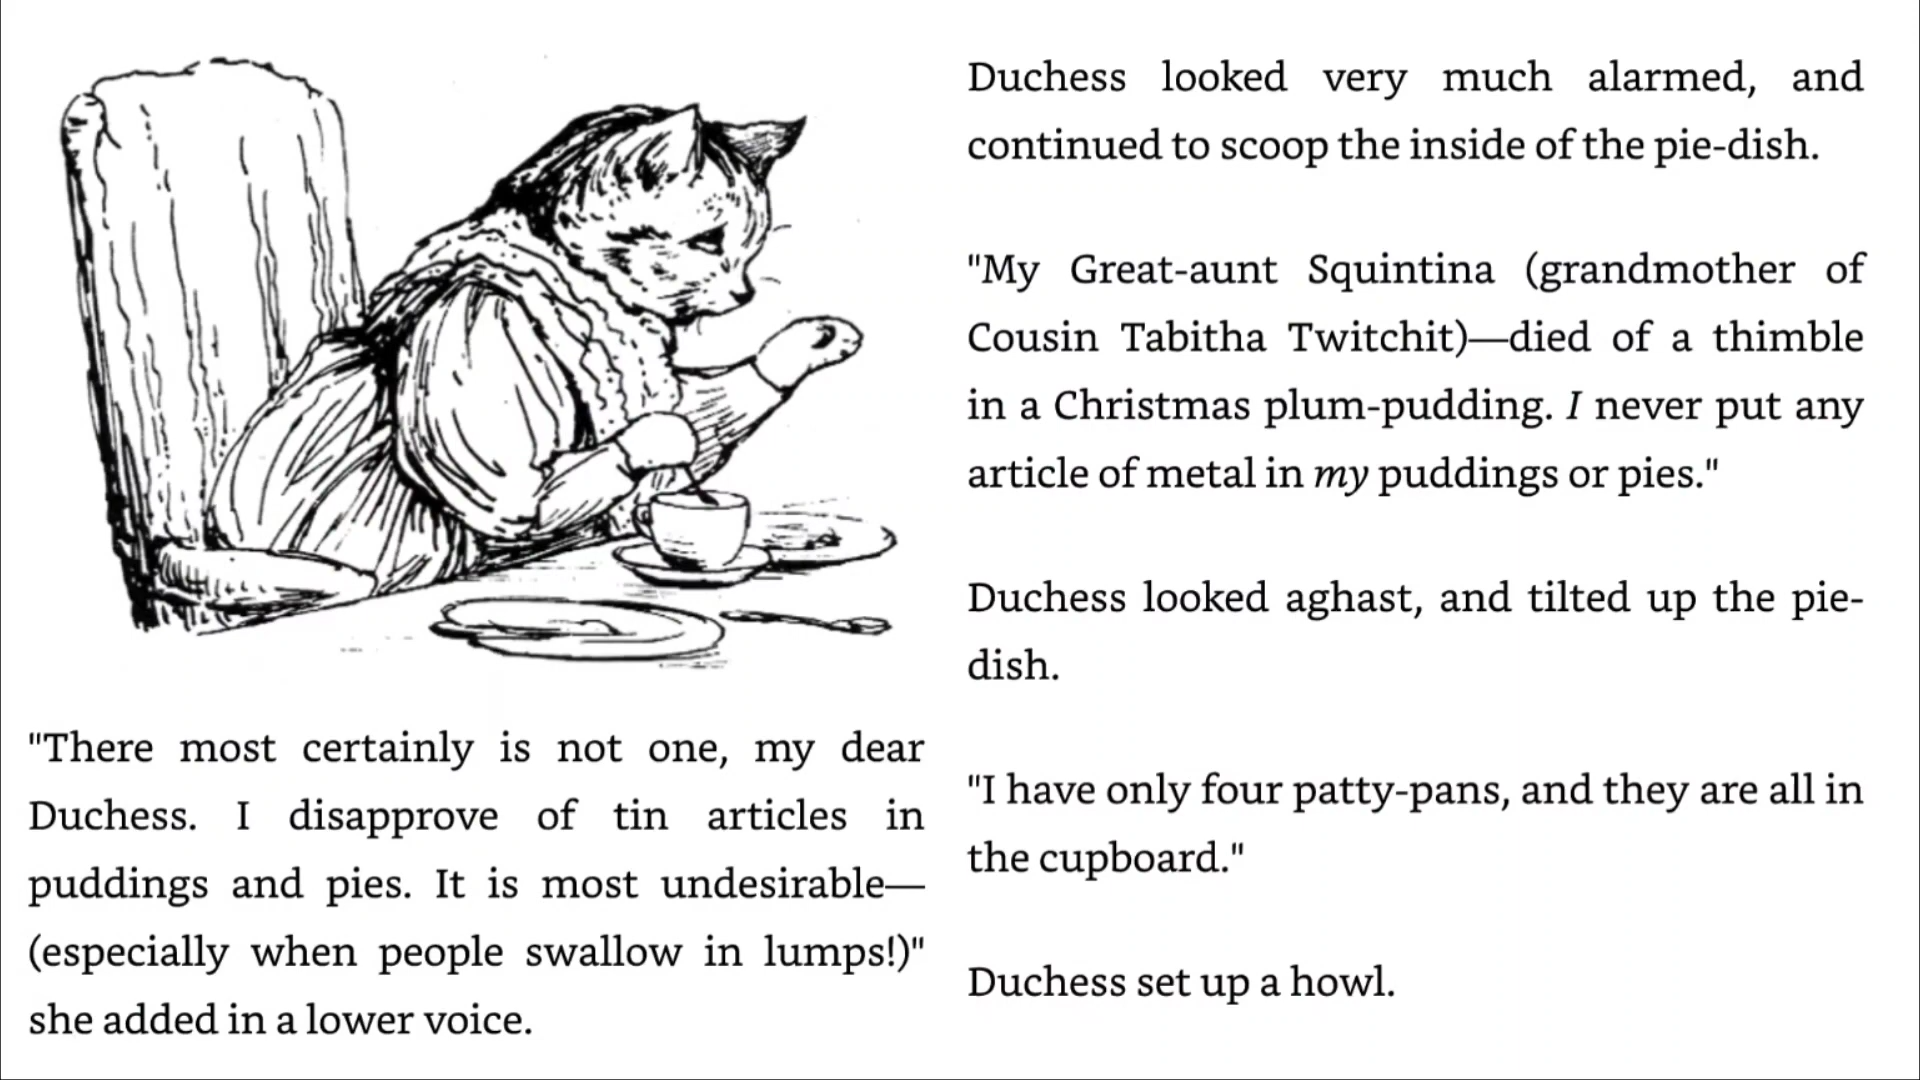 "There most certainly is not one, my dear
Duchess. I disapprove of tin articles in
puddings and pies. It is most undesirable—
(especially when people swallow in lumps!)"
she added in a lower voice.
Duchess looked very much alarmed, and
continued to scoop the inside of the pie-dish.
"My Great-aunt Squintina (grandmother of
Cousin Tabitha Twitchit)—died of a thimble
in a Christmas plum-pudding. I never put any
article of metal in my puddings or pies."
Duchess looked aghast, and tilted up the pie-
dish.
"I have only four patty-pans, and they are all in
the cupboard."
Duchess set up a howl.